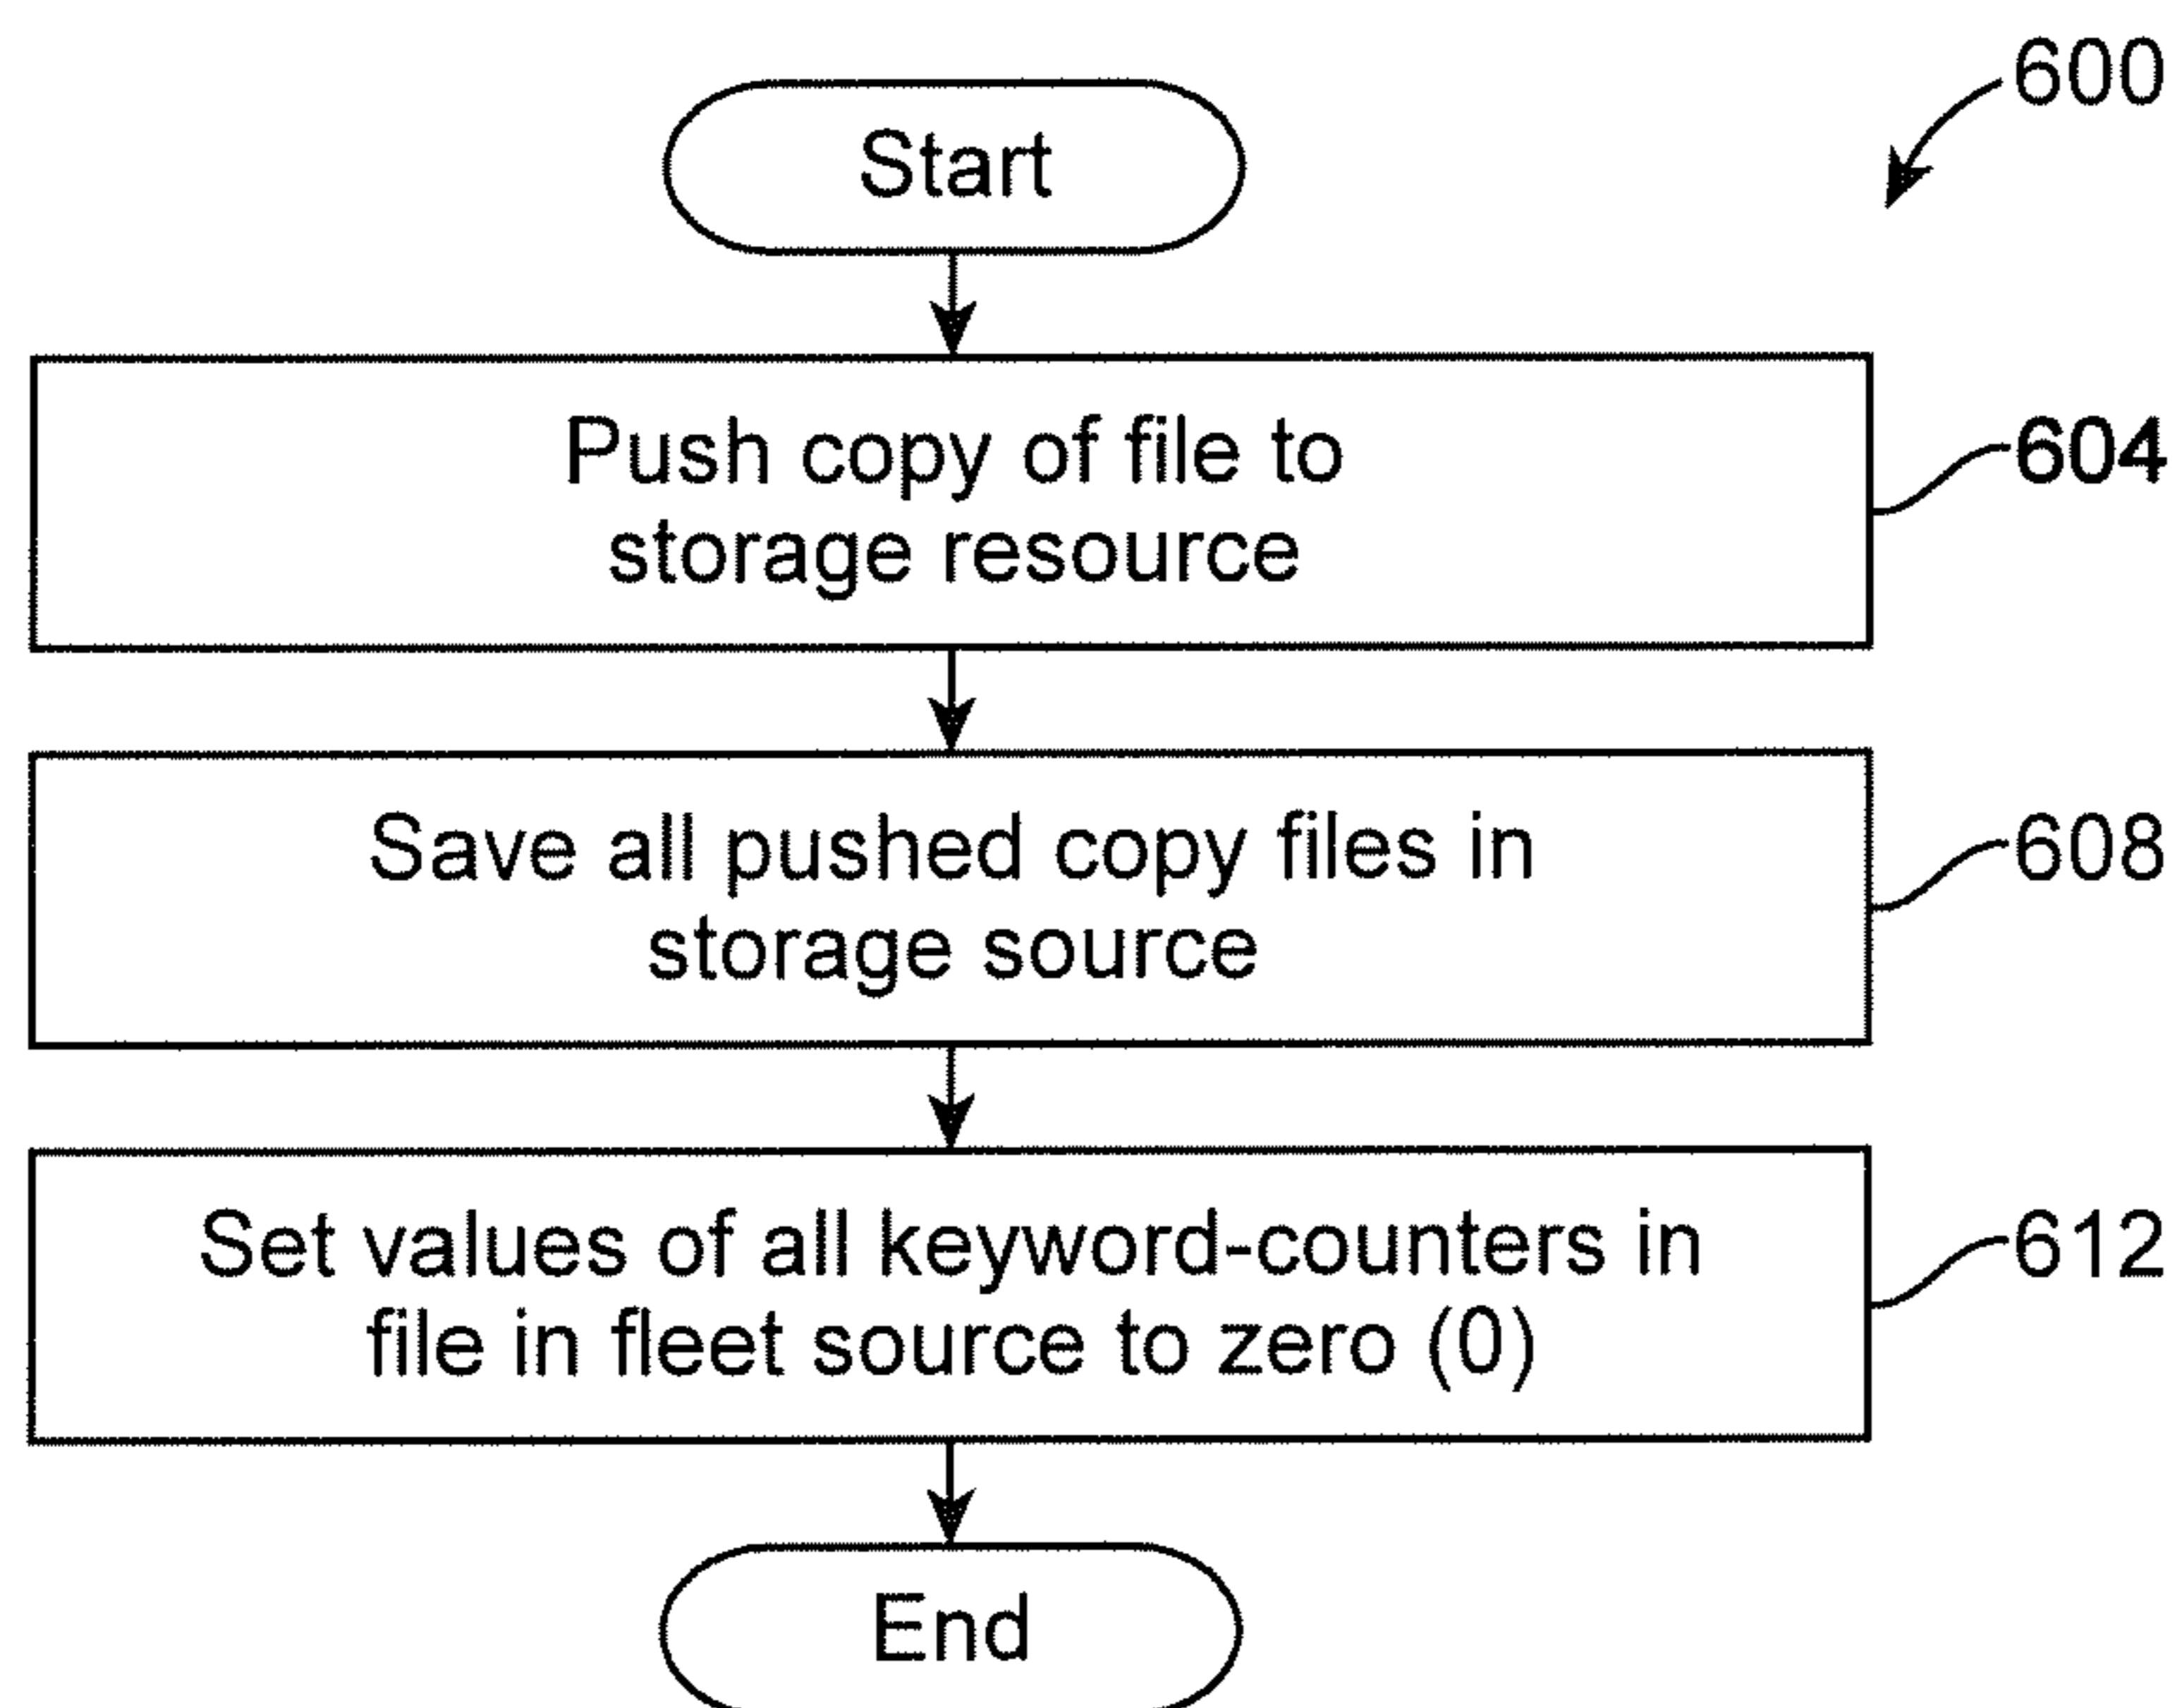 600
Start
Push copy of file to
storage resource
604
Save all pushed copy files in
storage source
608
Set values of all keyword-counters in
file in fleet source to zero (0)
612
End